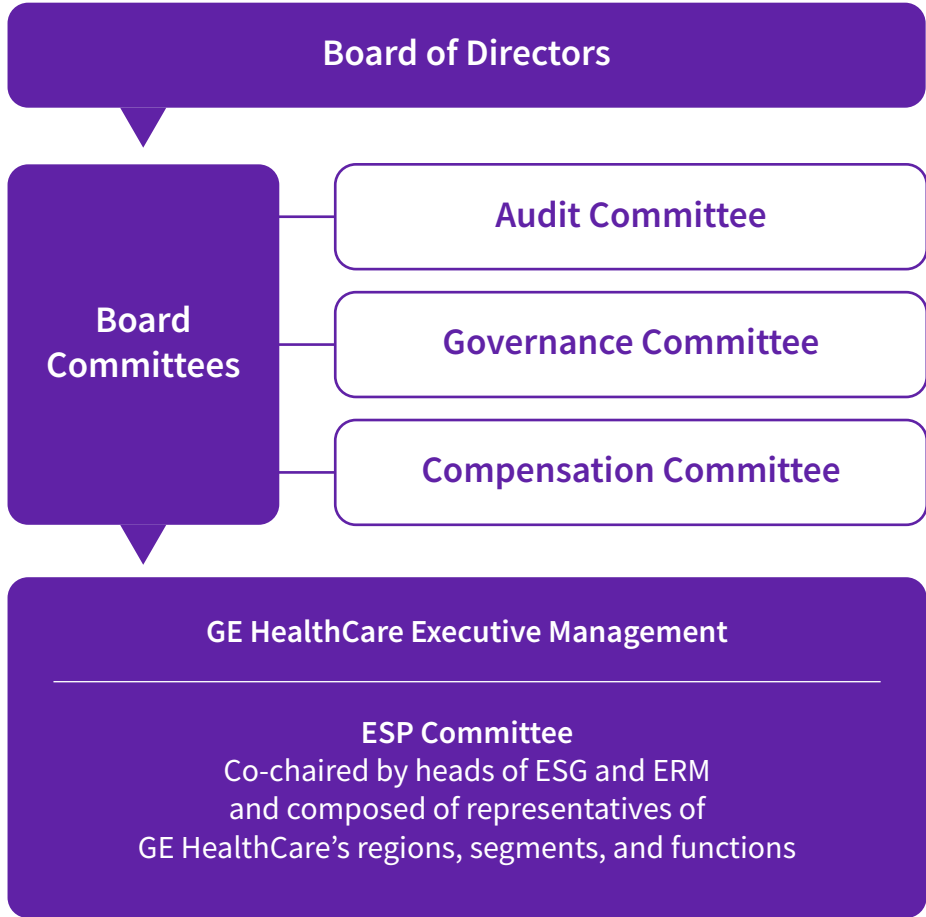 Board of Directors
Board
Committees
Audit Committee
Governance Committee
Compensation Committee
GE HealthCare Executive Management
ESP Committee
Co-chaired by heads of ESG and ERM
and composed of representatives of
GE HealthCare’s regions, segments, and functions